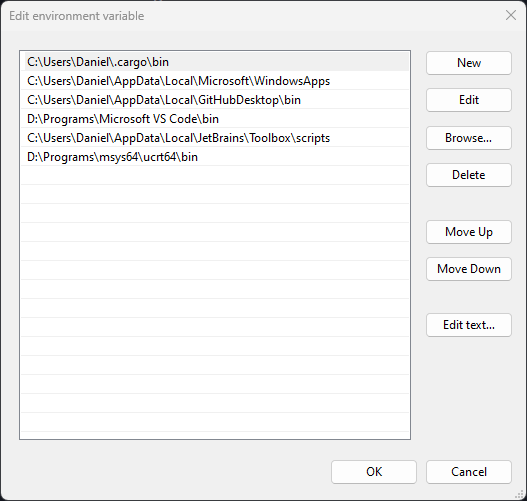 Edit environment variable
C:\Users\Daniel\.cargo\bin
C:\Users\Daniel\AppData\Local\Microsoft\WindowsApps
C:\Users\Daniel\AppData\Local\GitHubDesktop\bin
D:\Programs\Microsoft VS Code\bin
C:\Users\Daniel\AppData\Local\JetBrains\Toolbox\scripts
D:\Programs\msys64\ucrt64\bin
New
Edit
Browse...
Delete
Move Up
Move Down
Edit text...
OK
Cancel